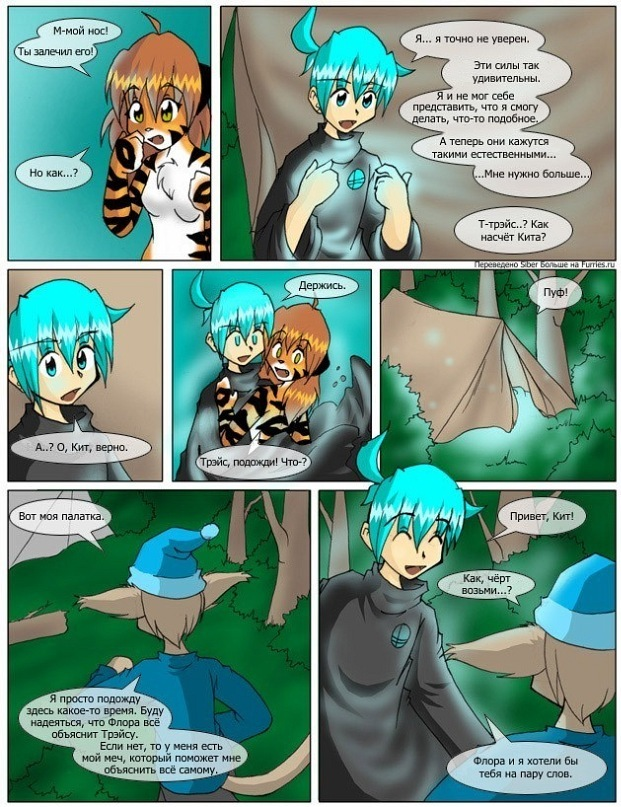 М-мой нос!
Ты залечил его!
Но как...?
Я... я точно не уверен.
Эти силы так
удивительны.
Я и не мог себе
представить, что я смогу
делать, что-то подобное.
А теперь они кажутся
такими естественными...
...Мне нужно больше...
Т-трэйс..? Как
насчёт Кита?
Переведено Siber Больше на Furries.ru
А..? О, Кит, верно.
Держись.
Трэйс, подожди! Что-?
Пуф!
Вот моя палатка.
Я просто подожду
здесь какое-то время. Буду
надеяться, что Флора всё
объяснит Трэйсу.
Если нет, то у меня есть
мой меч, который поможет мне
объяснить всё самому.
Привет, Кит!
Как, чёрт
возьми...?
Флора и я хотели бы
тебя на пару слов.